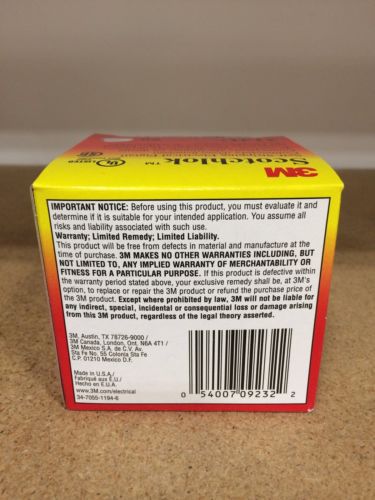 3M
Scotchlok ™
LISTED
IMPORTANT NOTICE: Before using this product, you must evaluate it and
determine if it is suitable for your intended application. You assume all
risks and liability associated with such use.
Warranty; Limited Remedy; Limited Liability.
This product will be free from defects in material and manufacture at the
time of purchase. 3M MAKES NO OTHER WARRANTIES INCLUDING, BUT
NOT LIMITED TO, ANY IMPLIED WARRANTY OF MERCHANTABILITY OR
FITNESS FOR A PARTICULAR PURPOSE. If this product is defective within
the warranty period stated above, your exclusive remedy shall be, at 3M's
option, to replace or repair the 3M product or refund the purchase price of
the 3M product. Except where prohibited by law, 3M will not be liable for
any indirect, special, incidental or consequential loss or damage arising
from this 3M product, regardless of the legal theory asserted.
3M, Austin, TX 78726-9000 /
3M Canada, London, Ont. N6A 4T1 /
3M Mexico S.A. de C.V. Av.
Sta Fe No. 55 Colonia Sta Fe
C.P. 01210 Mexico D.F.
Made in U.S.A./
Fabriqué aux E.U./
Hecho en E.U.A.
www.3M.com/electrical
34-7055-1194-6
0 54007 09232 2